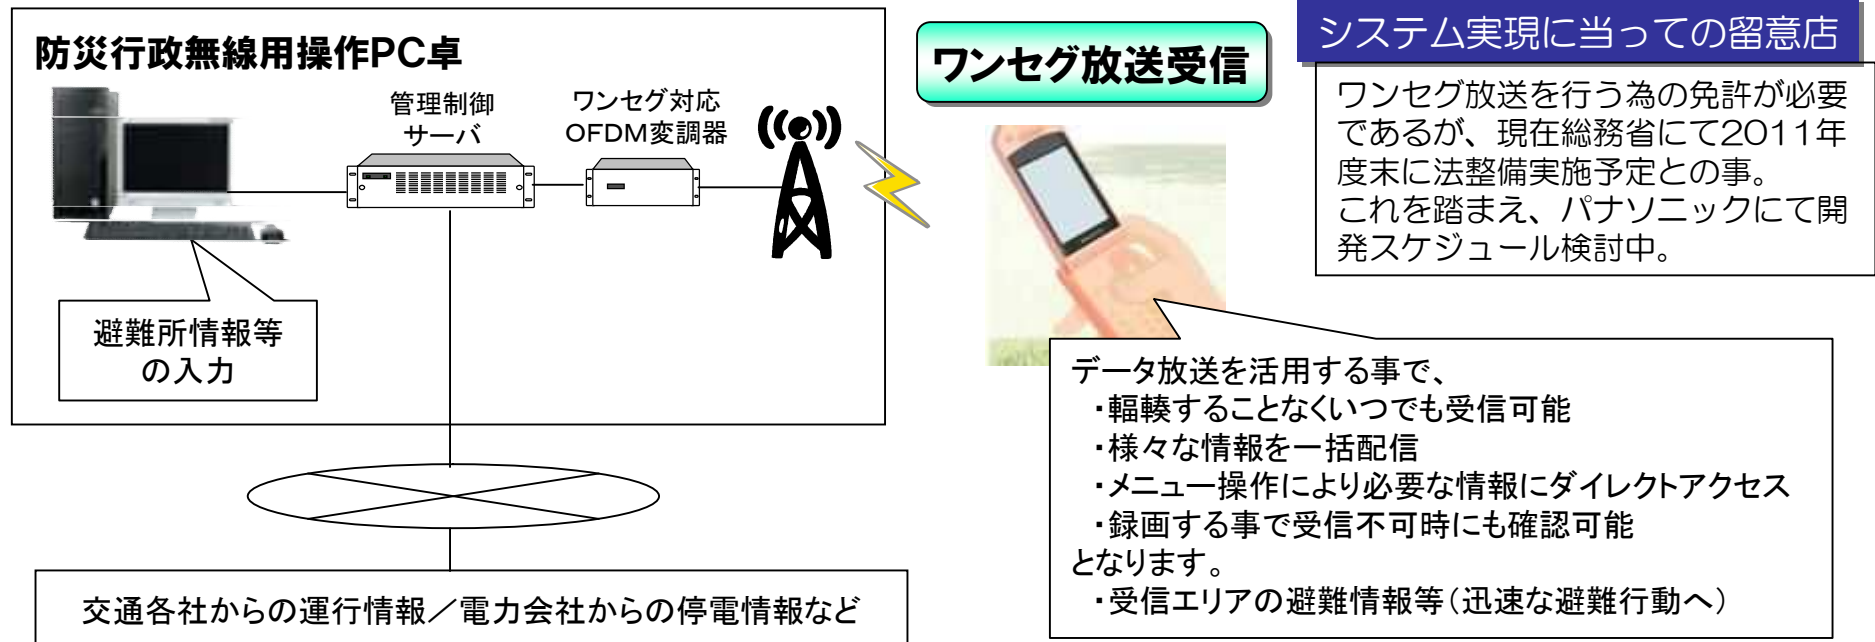 防災行政無線用操作PC卓
管理制御
サーバ
ワンセグ対応
OFDM変調器
避難所情報等
の入力
交通各社からの運行情報／電力会社からの停電情報など
ワンセグ放送受信
システム実現に当っての留意店
ワンセグ放送を行う為の免許が必要
であるが、現在総務省にて2011年
度末に法整備実施予定との事。
これを踏まえ、パナソニックにて開
発スケジュール検討中。
データ放送を活用する事で、
・輻輳することなくいつでも受信可能
・様々な情報を一括配信
・メニュー操作により必要な情報にダイレクトアクセス
・録画する事で受信不可時にも確認可能
となります。
・受信エリアの避難情報等（迅速な避難行動へ）